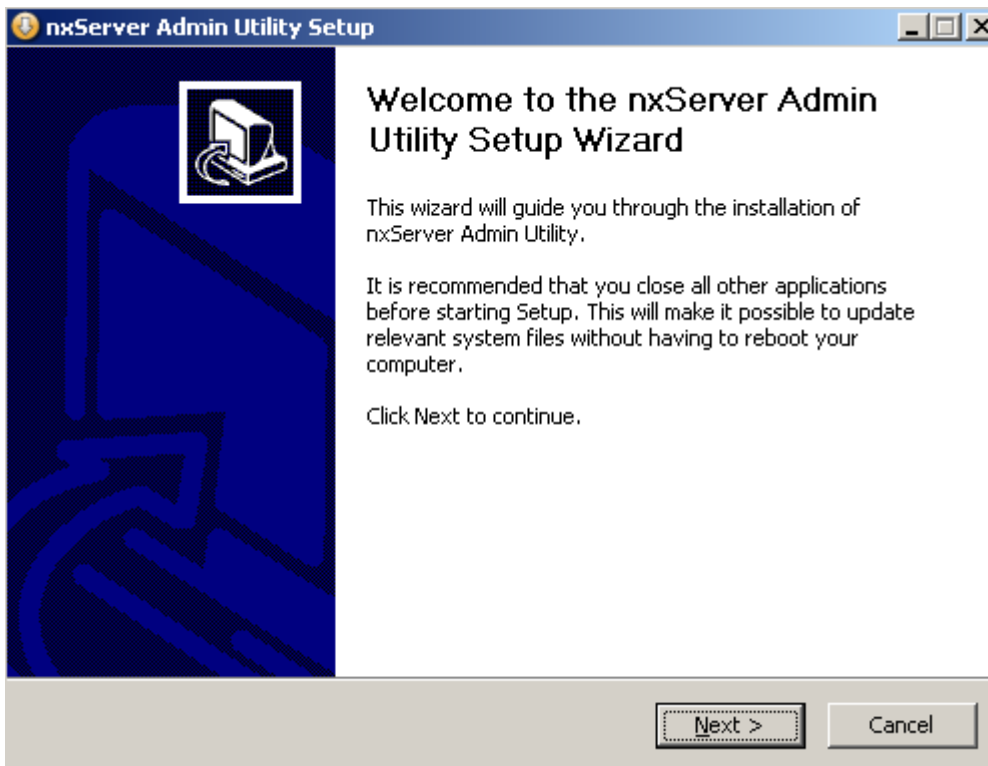 nxServer Admin Utility Setup
Welcome to the nxServer Admin
Utility Setup Wizard
This wizard will guide you through the installation of
nxServer Admin Utility.
It is recommended that you close all other applications
before starting Setup. This will make it possible to update
relevant system files without having to reboot your
computer.
Click Next to continue.
Next >
Cancel